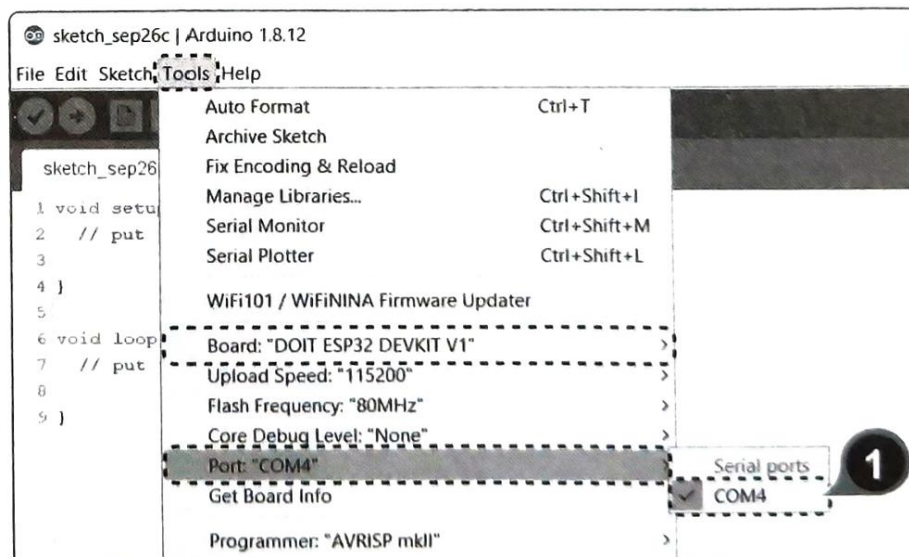 sketch_sep26c | Arduino 1.8.12
File Edit Sketch Tools Help
Auto Format Ctrl+T
Archive Sketch
sketch_sep26 Fix Encoding & Reload
Manage Libraries... Ctrl+Shift+I
1 void setup
Serial Monitor Ctrl+Shift+M
2 // put
Serial Plotter Ctrl+Shift+L
3
4 }
WiFi101 / WiFiNINA Firmware Updater
5
6 void loop
Board: "DOIT ESP32 DEVKIT V1" >
7 // put
Upload Speed: "115200" >
8
Flash Frequency: "80MHz" >
9 }
Core Debug Level: "None" >
Port: "COM4" > Serial ports
1
Get Board Info COM4
Programmer: "AVRISP mkII" >